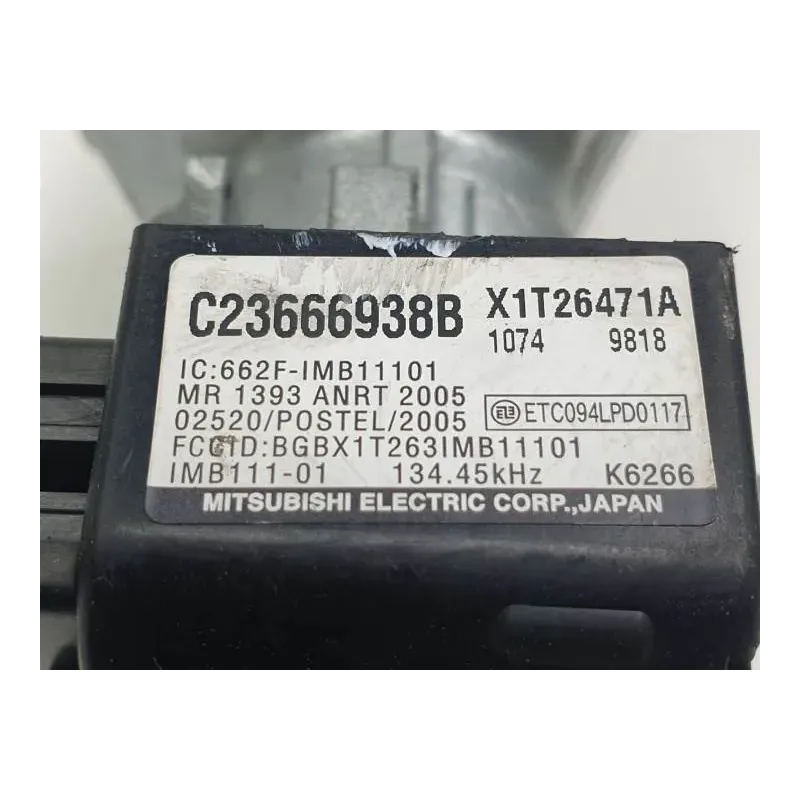 C23666938B X1T26471A
1074 9818
IC:662F-IMB11101
MR 1393 ANRT 2005
02520/POSTEL/2005 ETC094LPD0117
FCCID:BGBX1T263IMB11101
IMB111-01 134.45kHz K6266
MITSUBISHI ELECTRIC CORP.,JAPAN